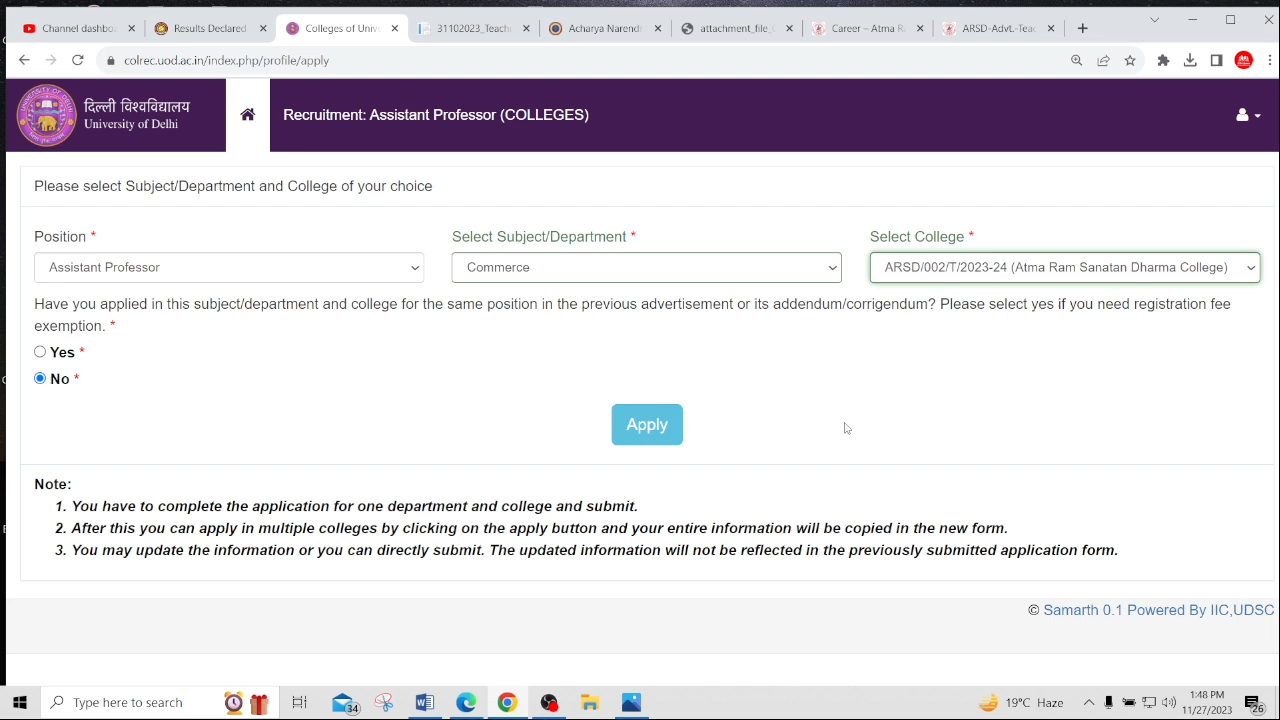 Channel dashbo
Results Declared
Colleges of Unive
31102023_Teach
Acharya Narend
ttachment_file_l
Career – Atma R
ARSD-Advt.-Teac
colrec.uod.ac.in/index.php/profile/apply
दिल्ली विश्वविद्यालय
University of Delhi
Recruitment: Assistant Professor (COLLEGES)
Please select Subject/Department and College of your choice
Position *
Select Subject/Department *
Select College *
Assistant Professor
Commerce
ARSD/002/T/2023-24 (Atma Ram Sanatan Dharma College)
Have you applied in this subject/department and college for the same position in the previous advertisement or its addendum/corrigendum? Please select yes if you need registration fee
exemption. *
Yes *
No *
Apply
Note:
1. You have to complete the application for one department and college and submit.
2. After this you can apply in multiple colleges by clicking on the apply button and your entire information will be copied in the new form.
3. You may update the information or you can directly submit. The updated information will not be reflected in the previously submitted application form.
© Samarth 0.1 Powered By IIC,UDSC
Type here to search
34
19°C Haze
1:48 PM
11/27/2023
26